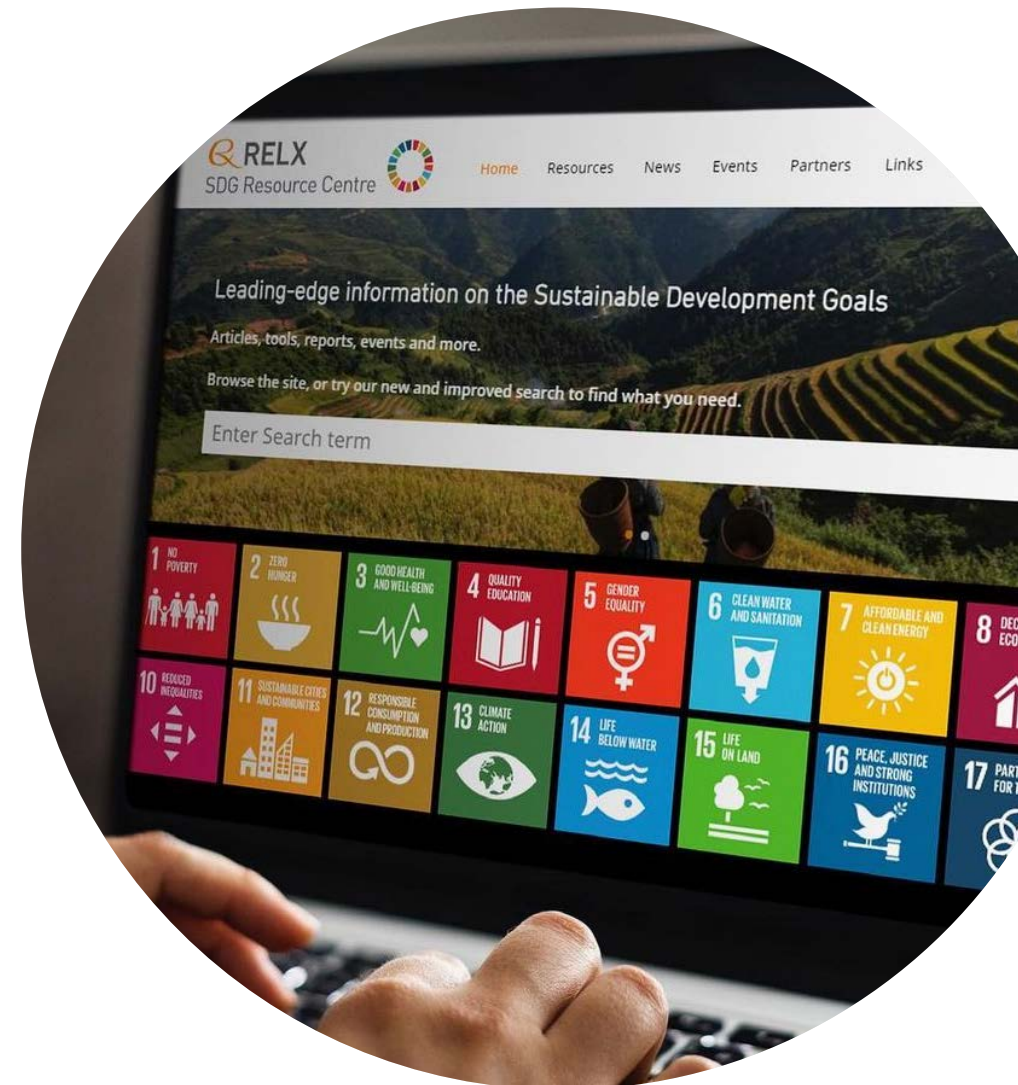 RELX
SDG Resource Centre
Home Resources News Events Partners Links
Leading-edge information on the Sustainable Development Goals
Articles, tools, reports, events and more.
Browse the site, or try our new and improved search to find what you need.
Enter Search term
1 NO
POVERTY
2 ZERO
HUNGER
3 GOOD HEALTH
AND WELL-BEING
4 QUALITY
EDUCATION
5 GENDER
EQUALITY
6 CLEAN WATER
AND SANITATION
7 AFFORDABLE AND
CLEAN ENERGY
8 DEC
ECO
10 REDUCED
INEQUALITIES
11 SUSTAINABLE CITIES
AND COMMUNITIES
12 RESPONSIBLE
CONSUMPTION
AND PRODUCTION
13 CLIMATE
ACTION
14 LIFE
BELOW WATER
15 LIFE
ON LAND
16 PEACE, JUSTICE
AND STRONG
INSTITUTIONS
17 PART
FOR T